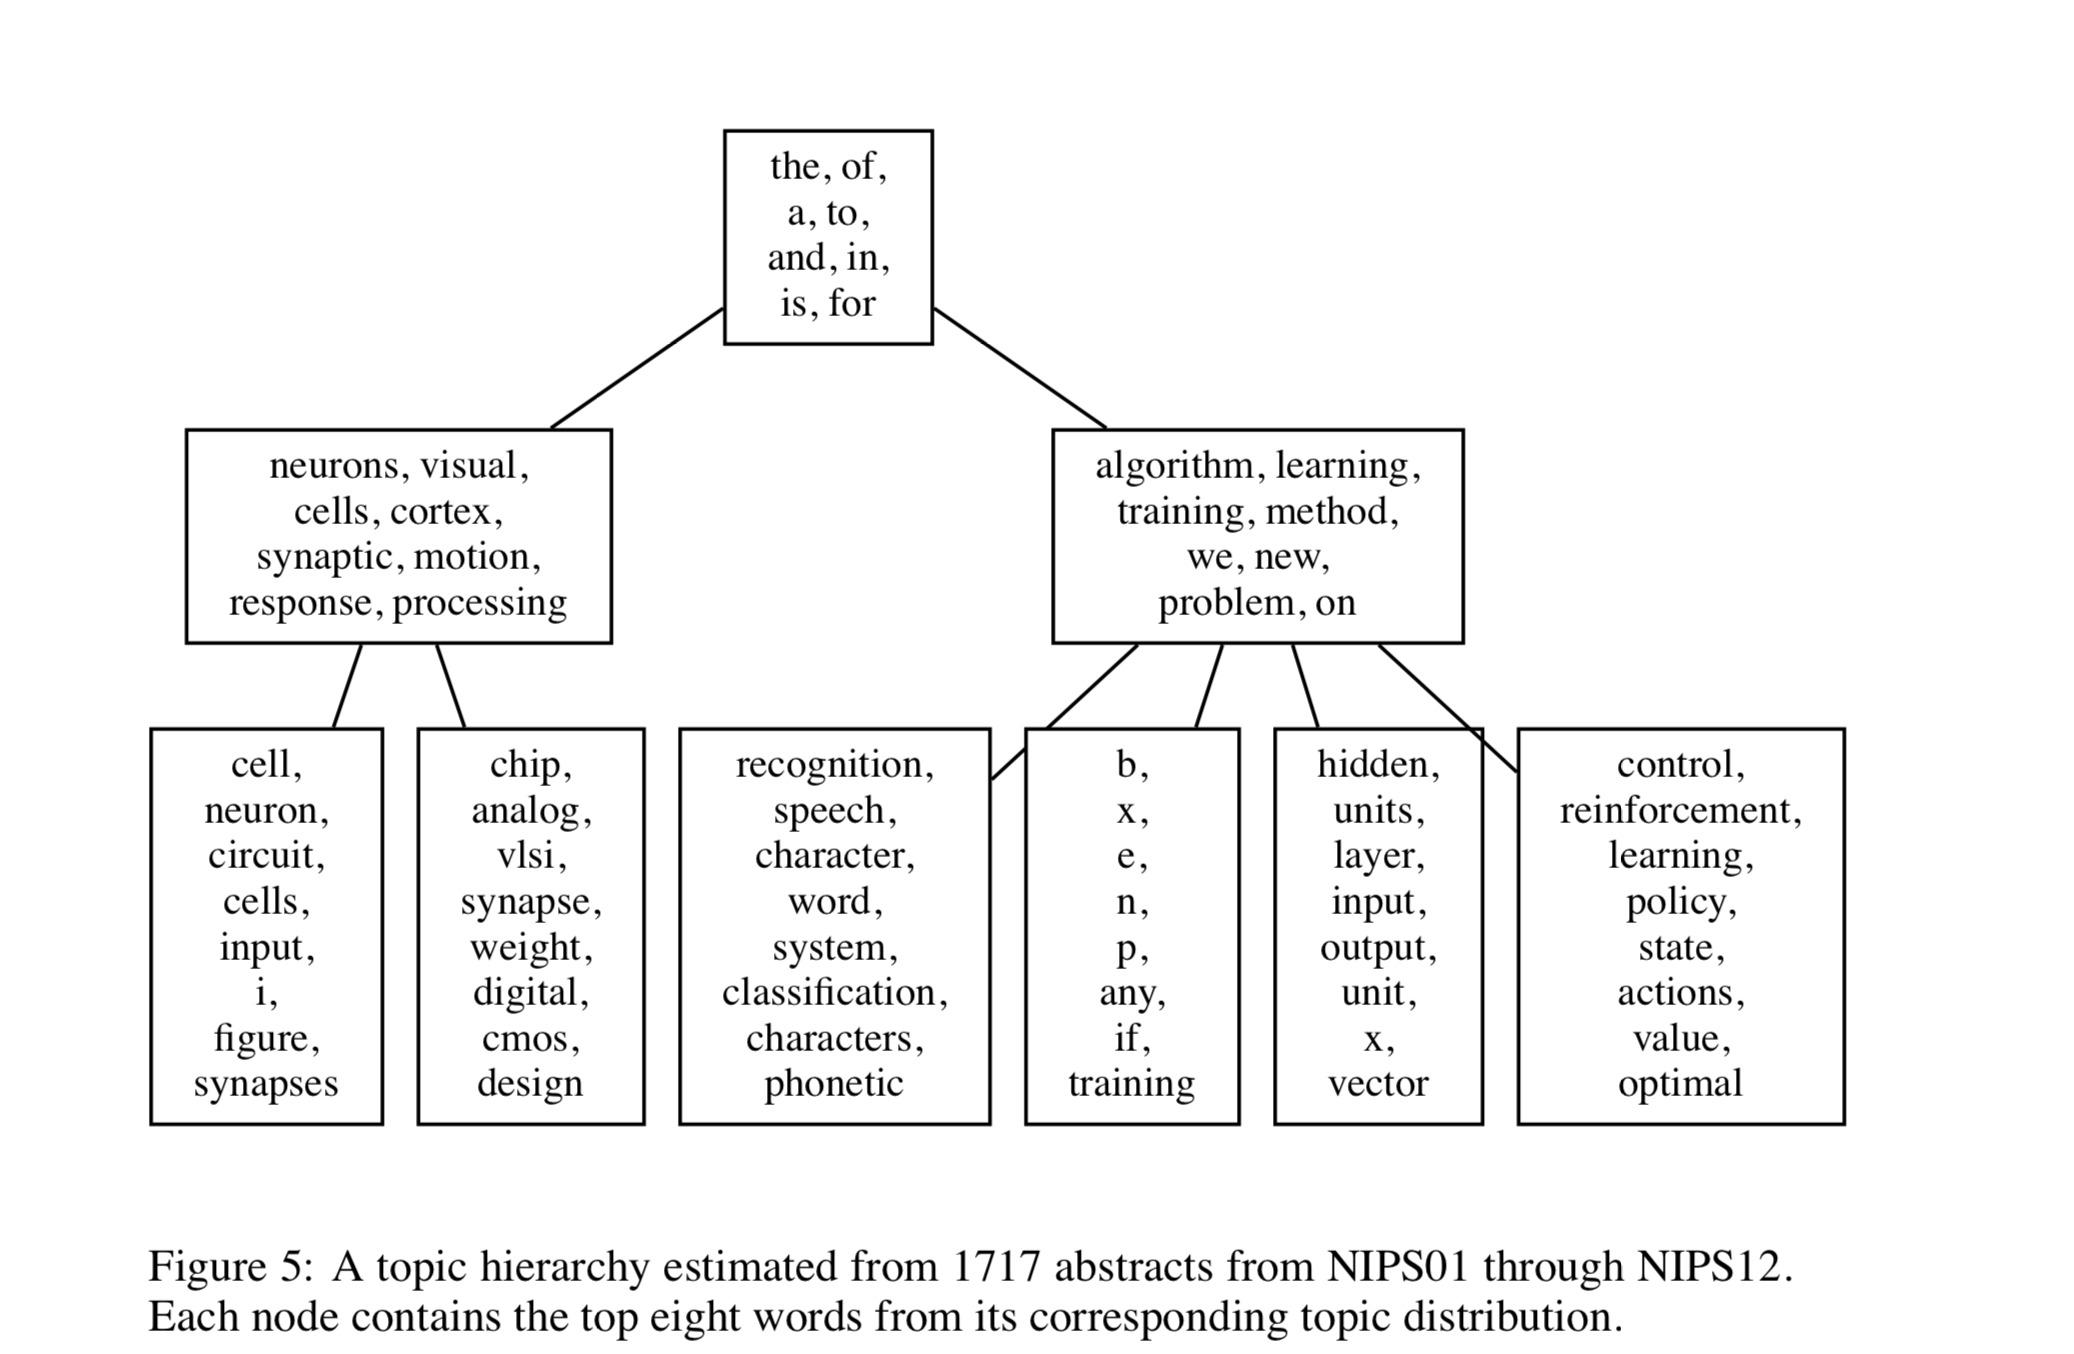 the, of,
a, to,
and, in,
is, for
neurons, visual,
cells, cortex,
synaptic, motion,
response, processing
algorithm, learning,
training, method,
we, new,
problem, on
cell,
neuron,
circuit,
cells,
input,
i,
figure,
synapses
chip,
analog,
vlsi,
synapse,
weight,
digital,
cmos,
design
recognition,
speech,
character,
word,
system,
classification,
characters,
phonetic
b,
x,
e,
n,
p,
any,
if,
training
hidden,
units,
layer,
input,
output,
unit,
x,
vector
control,
reinforcement,
learning,
policy,
state,
actions,
value,
optimal
Figure 5: A topic hierarchy estimated from 1717 abstracts from NIPS01 through NIPS12.
Each node contains the top eight words from its corresponding topic distribution.